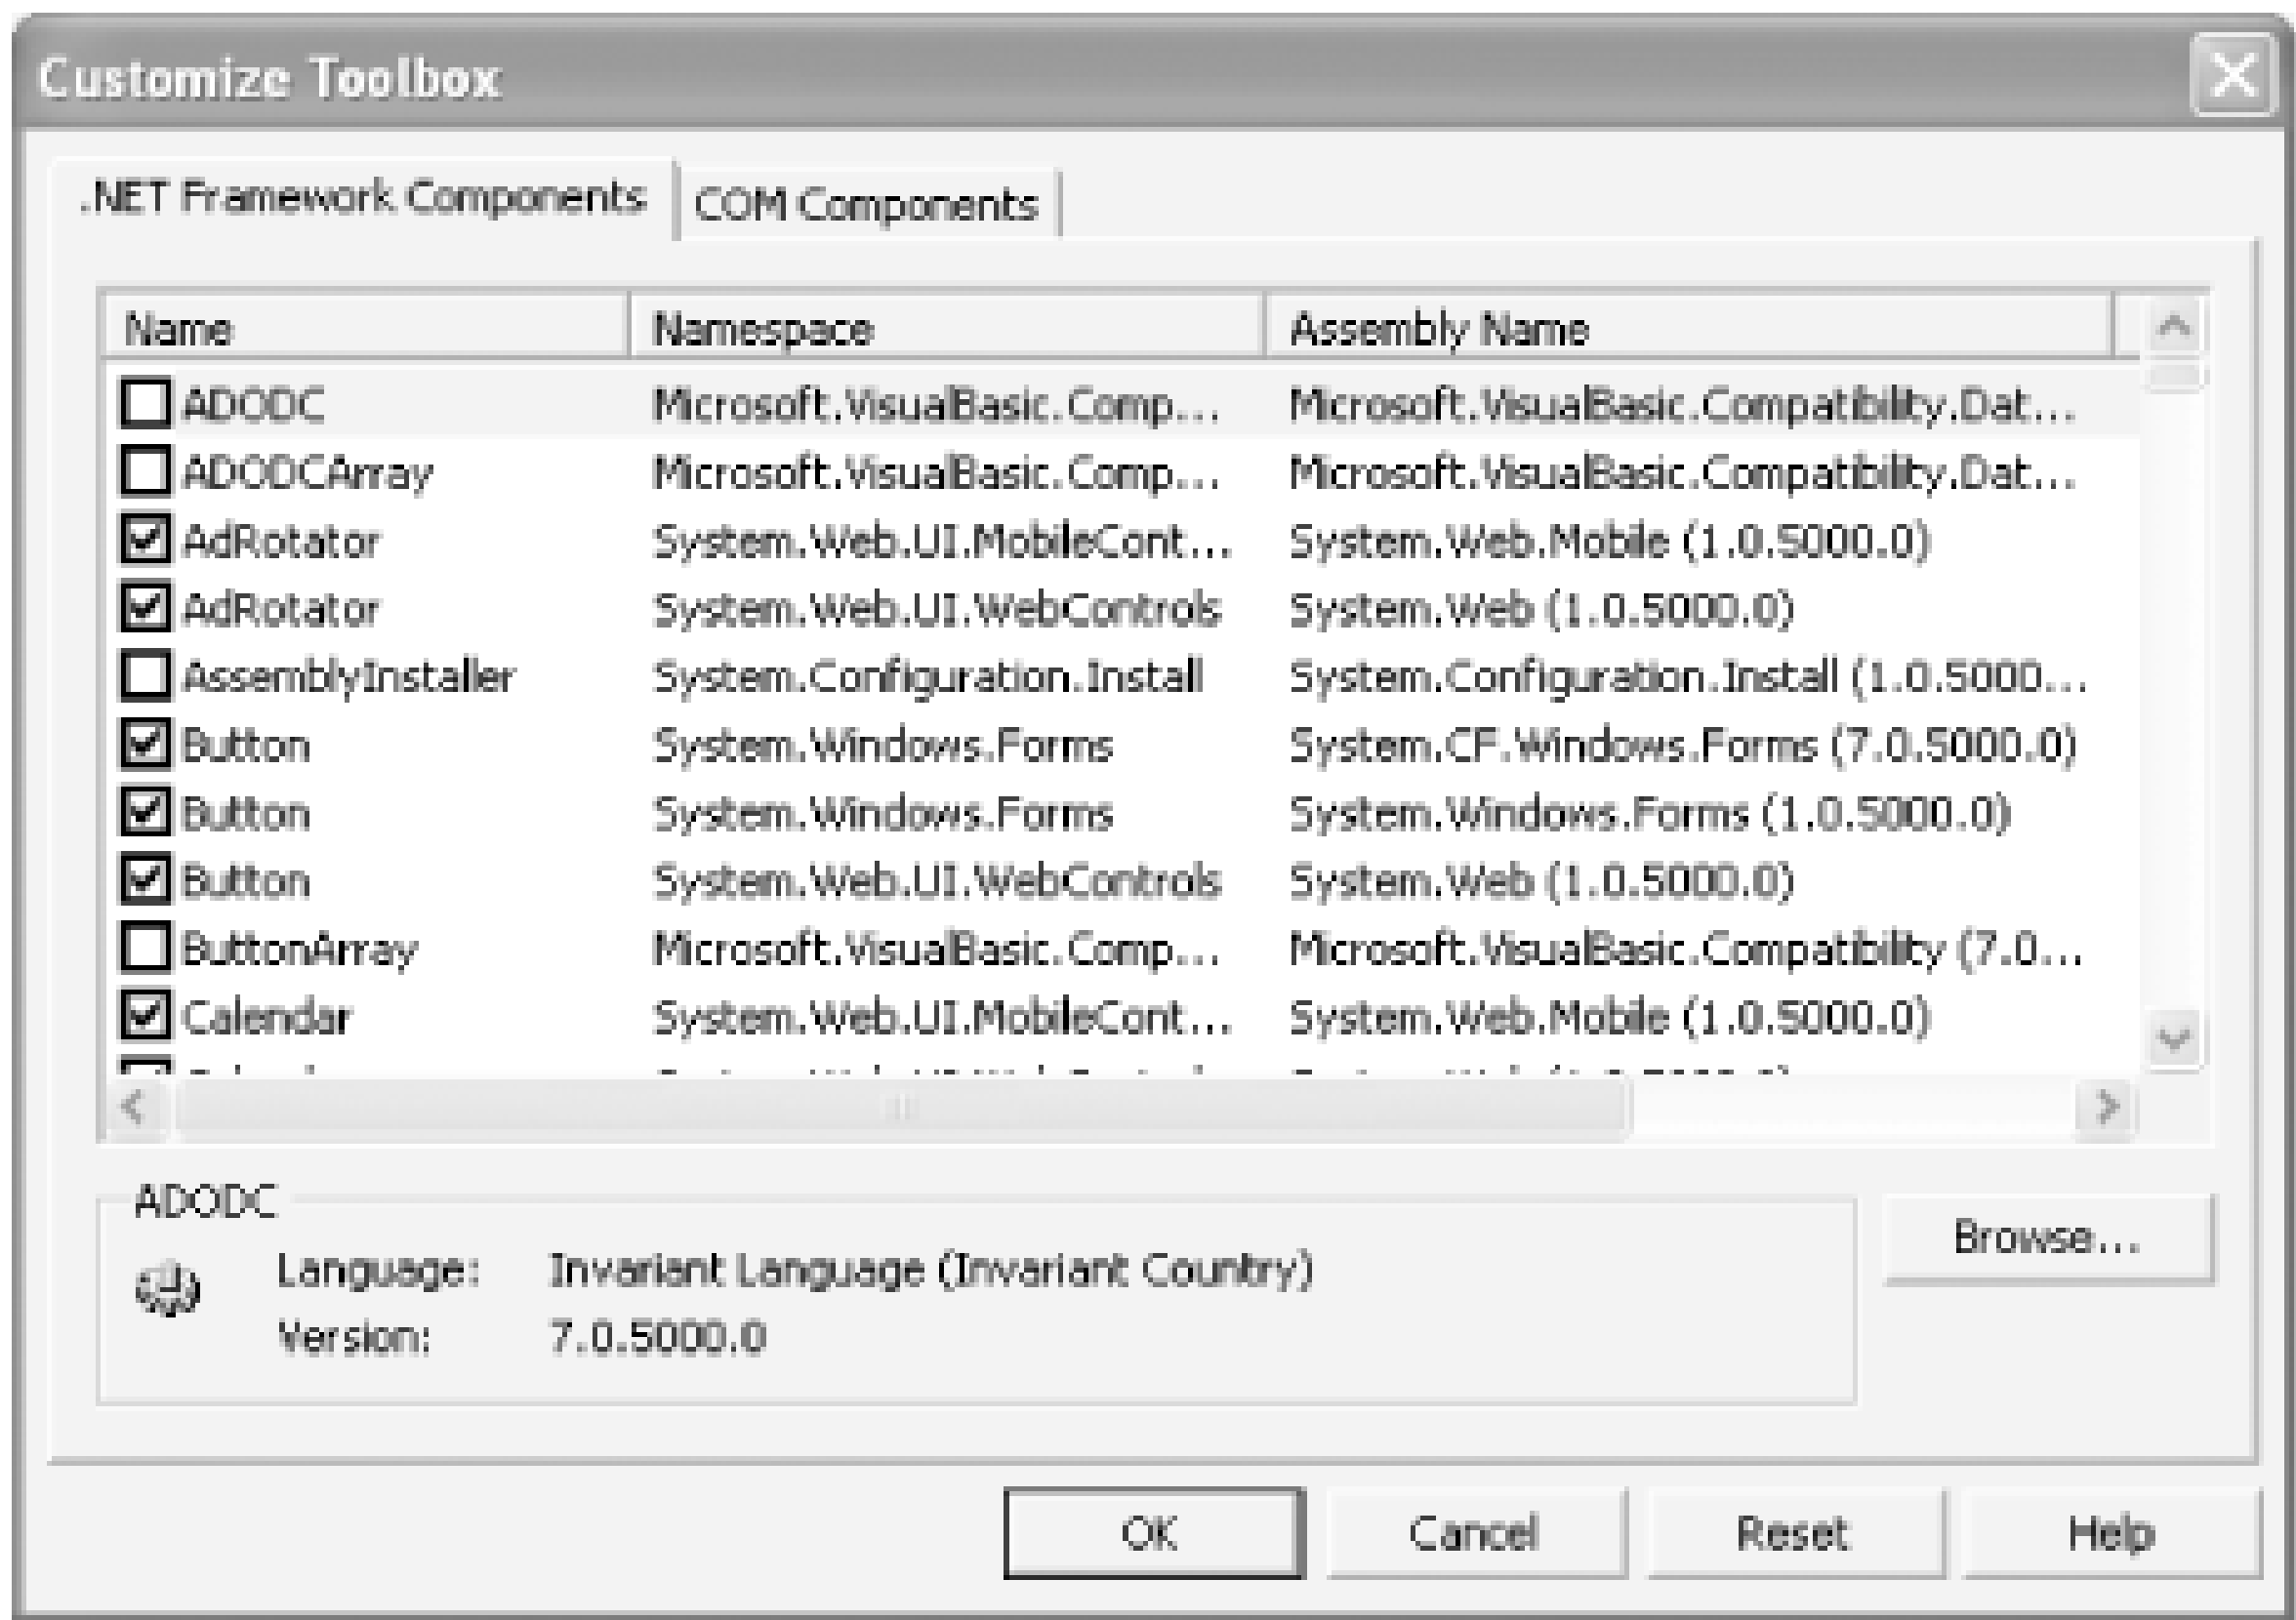 Customize Toolbox
.NET Framework Components COM Components
Name Namespace Assembly Name
ADODC Microsoft.VisualBasic.Comp... Microsoft.VisualBasic.Compatibility.Dat...
ADODCArray Microsoft.VisualBasic.Comp... Microsoft.VisualBasic.Compatibility.Dat...
AdRotator System.Web.UI.MobileCont... System.Web.Mobile (1.0.5000.0)
AdRotator System.Web.UI.WebControls System.Web (1.0.5000.0)
AssemblyInstaller System.Configuration.Install System.Configuration.Install (1.0.5000...
Button System.Windows.Forms System.CF.Windows.Forms (7.0.5000.0)
Button System.Windows.Forms System.Windows.Forms (1.0.5000.0)
Button System.Web.UI.WebControls System.Web (1.0.5000.0)
ButtonArray Microsoft.VisualBasic.Comp... Microsoft.VisualBasic.Compatibility (7.0...
Calendar System.Web.UI.MobileCont... System.Web.Mobile (1.0.5000.0)
ADODC
Browse...
Language: Invariant Language (Invariant Country)
Version: 7.0.5000.0
OK Cancel Reset Help